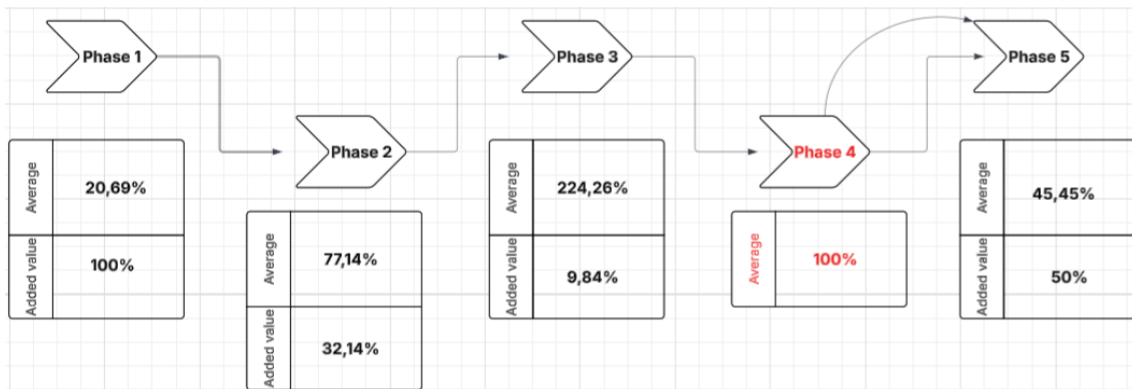 Phase 1
Phase 2
Phase 3
Phase 4
Phase 5
Average
20,69%
Added value
100%
Average
77,14%
Added value
32,14%
Average
224,26%
Added value
9,84%
Average
100%
Average
45,45%
Added value
50%